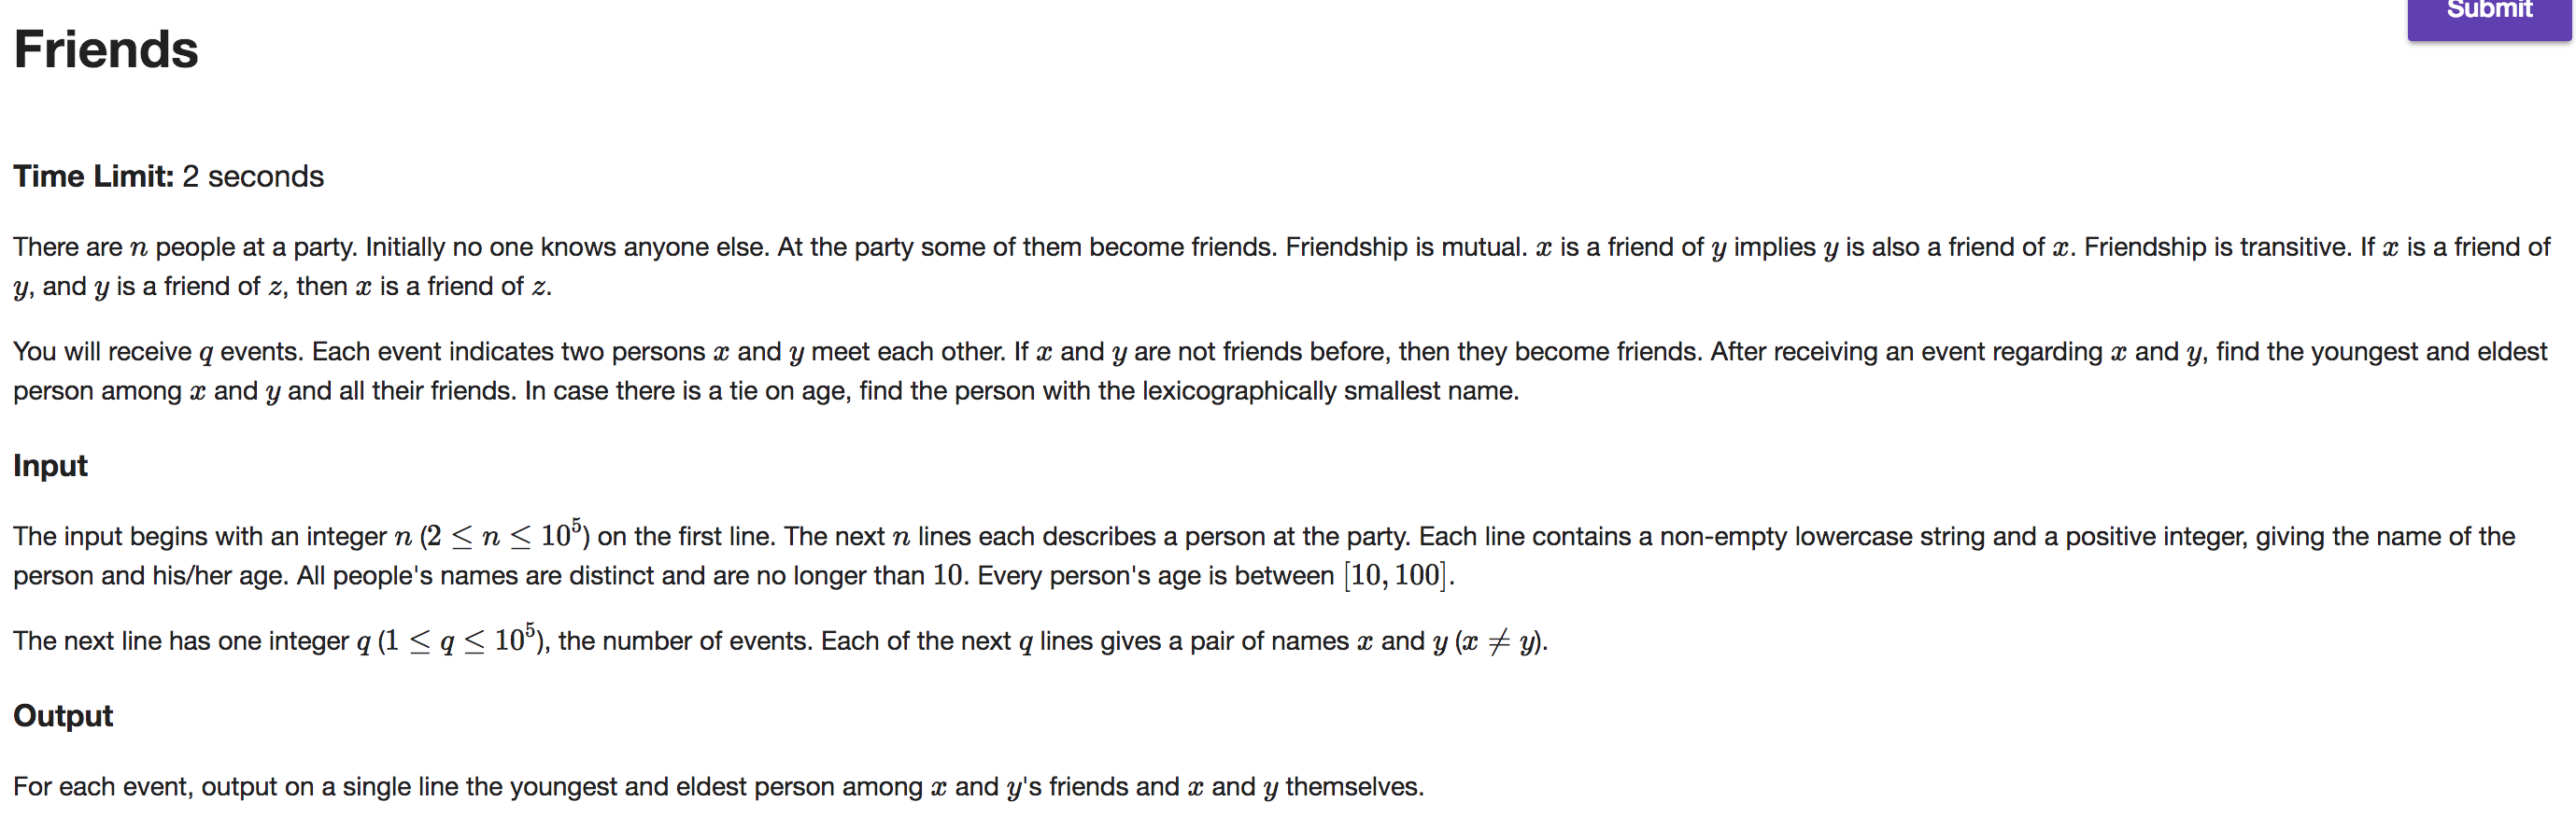 Submit
Friends
Time Limit: 2 seconds
There are n people at a party. Initially no one knows anyone else. At the party some of them become friends. Friendship is mutual. x is a friend of y implies y is also a friend of x. Friendship is transitive. If x is a friend of
y, and y is a friend of z, then x is a friend of z.
You will receive q events. Each event indicates two persons x and y meet each other. If x and y are not friends before, then they become friends. After receiving an event regarding x and y, find the youngest and eldest
person among x and y and all their friends. In case there is a tie on age, find the person with the lexicographically smallest name.
Input
The input begins with an integer n (2 ≤ n ≤ 10⁵) on the first line. The next n lines each describes a person at the party. Each line contains a non-empty lowercase string and a positive integer, giving the name of the
person and his/her age. All people's names are distinct and are no longer than 10. Every person's age is between [10, 100].
The next line has one integer q (1 ≤ q ≤ 10⁵), the number of events. Each of the next q lines gives a pair of names x and y (x ≠ y).
Output
For each event, output on a single line the youngest and eldest person among x and y's friends and x and y themselves.